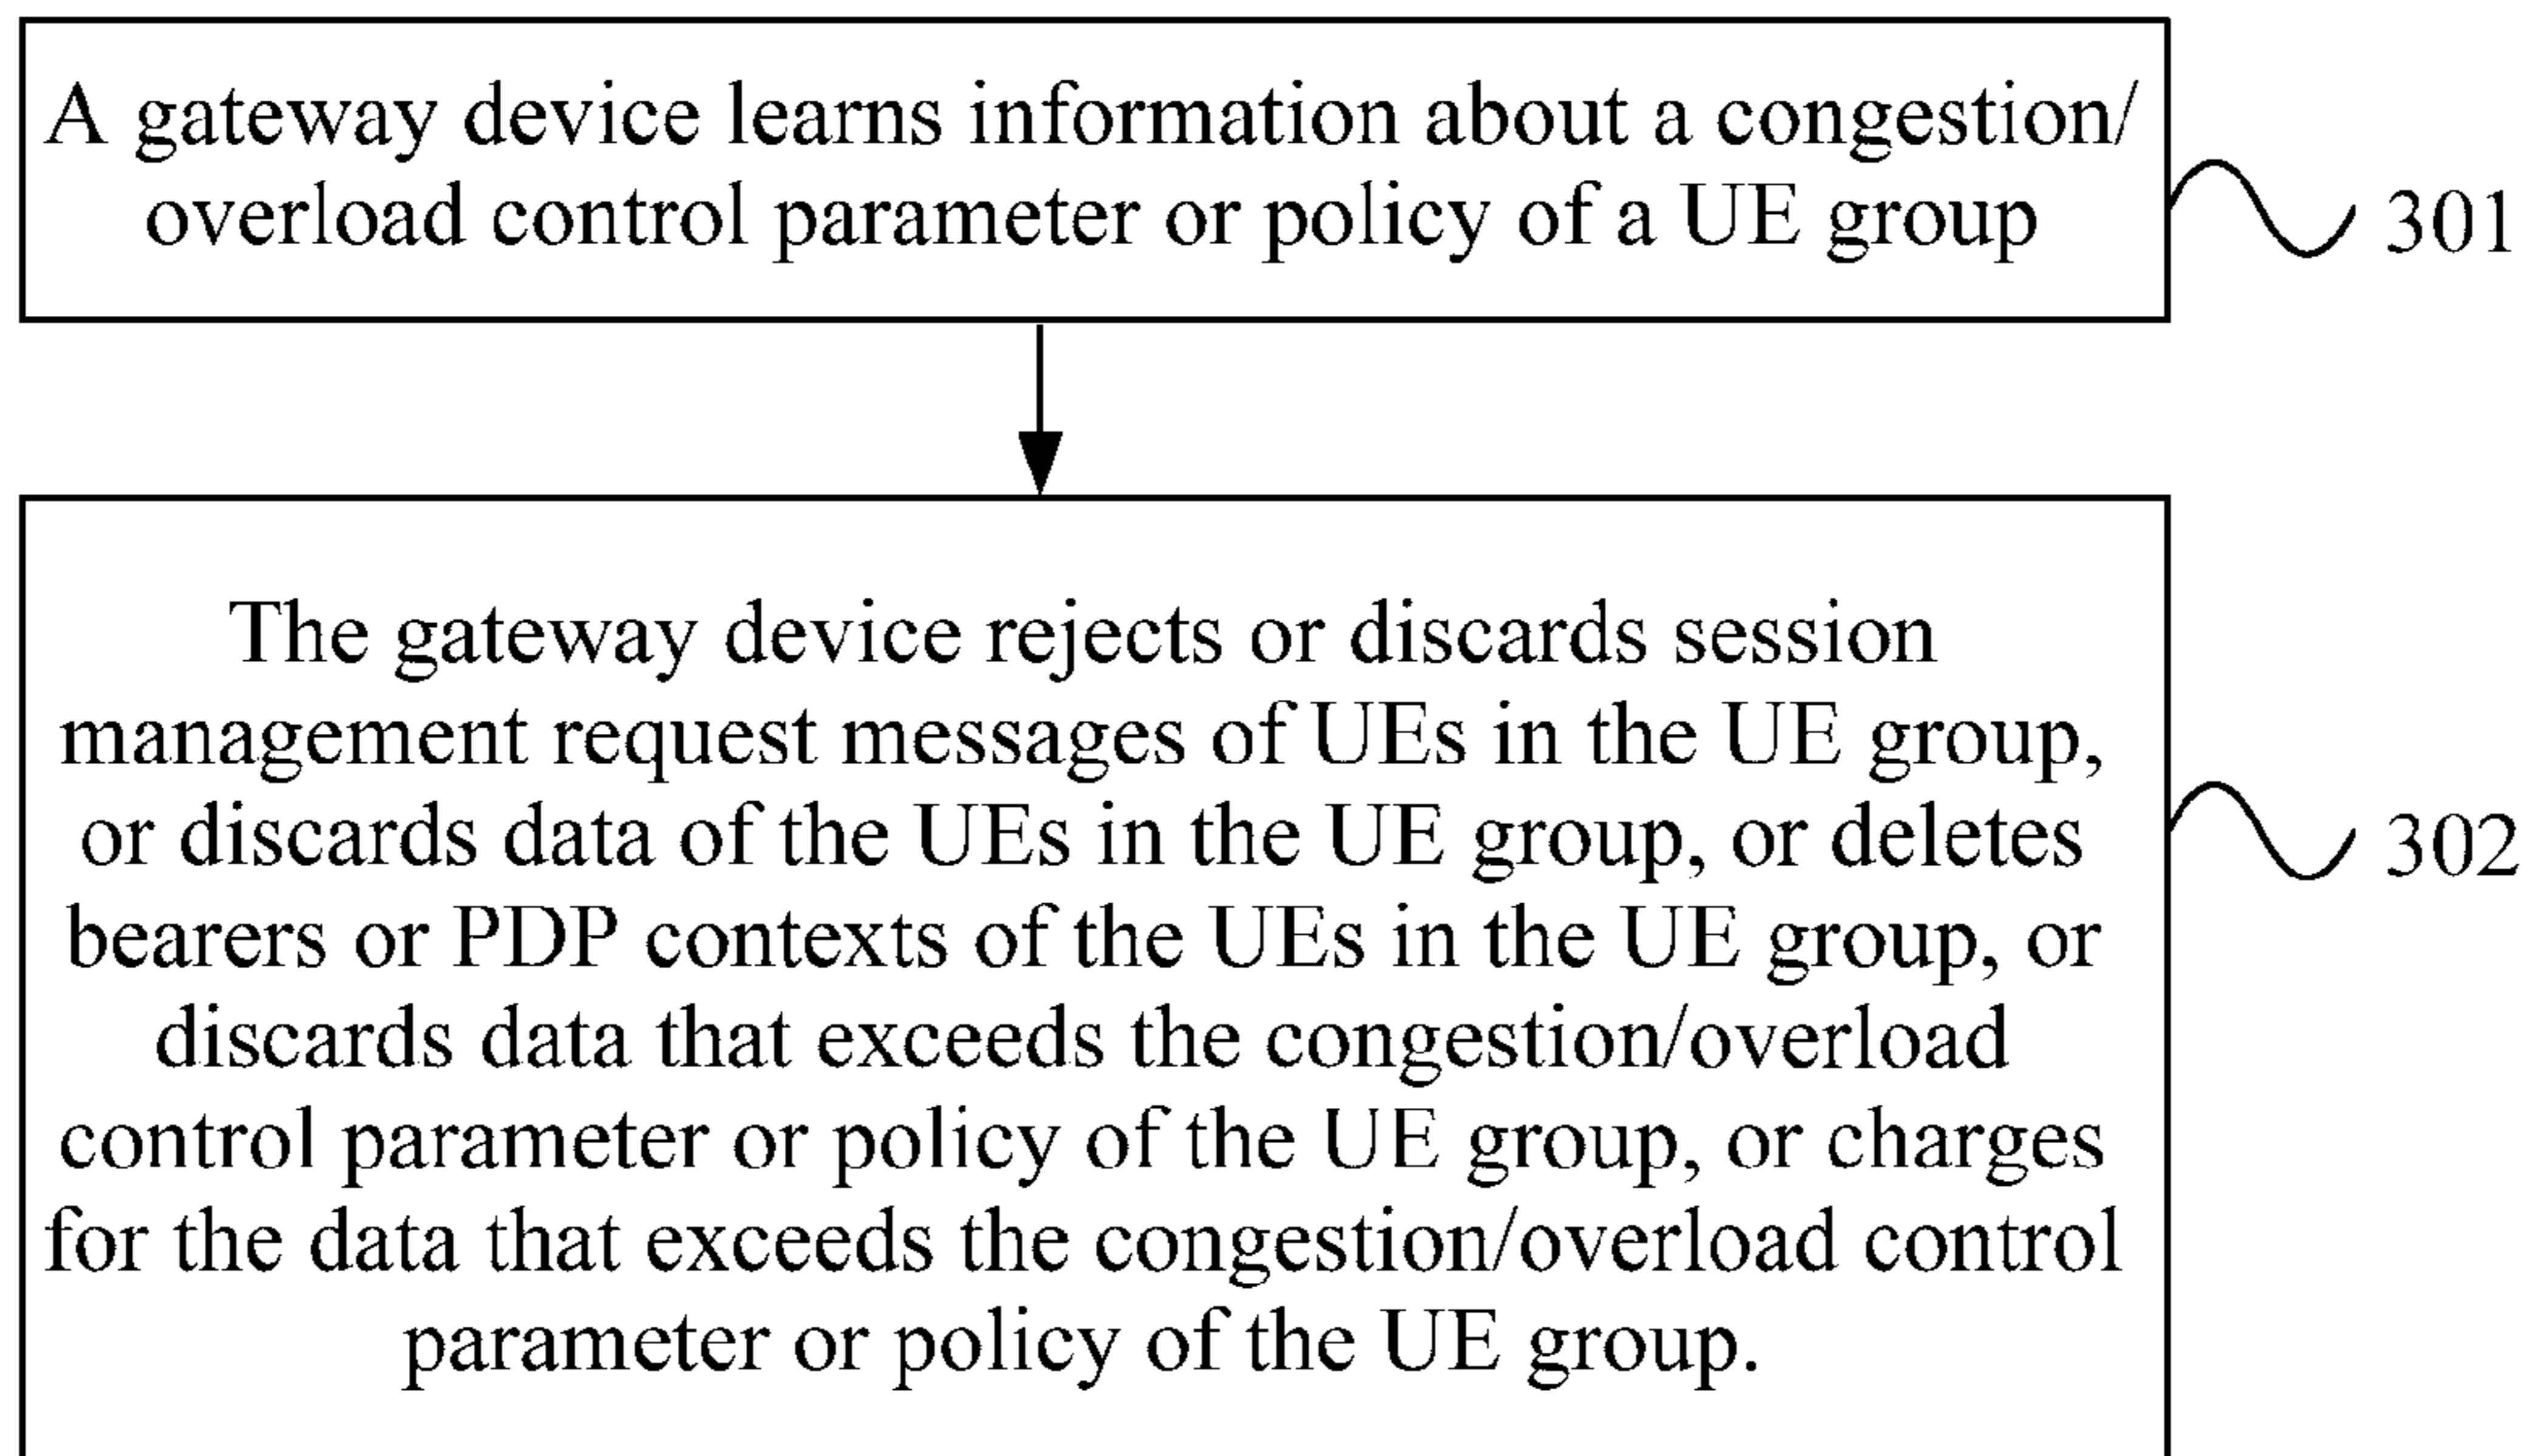 A gateway device learns information about a congestion/
overload control parameter or policy of a UE group
301
The gateway device rejects or discards session
management request messages of UEs in the UE group,
or discards data of the UEs in the UE group, or deletes
bearers or PDP contexts of the UEs in the UE group, or
discards data that exceeds the congestion/overload
control parameter or policy of the UE group, or charges
for the data that exceeds the congestion/overload control
parameter or policy of the UE group.
302